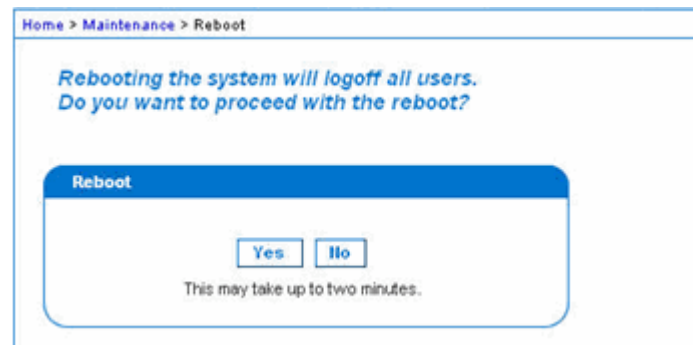 Home > Maintenance > Reboot
Rebooting the system will logoff all users.
Do you want to proceed with the reboot?
Reboot
Yes No
This may take up to two minutes.